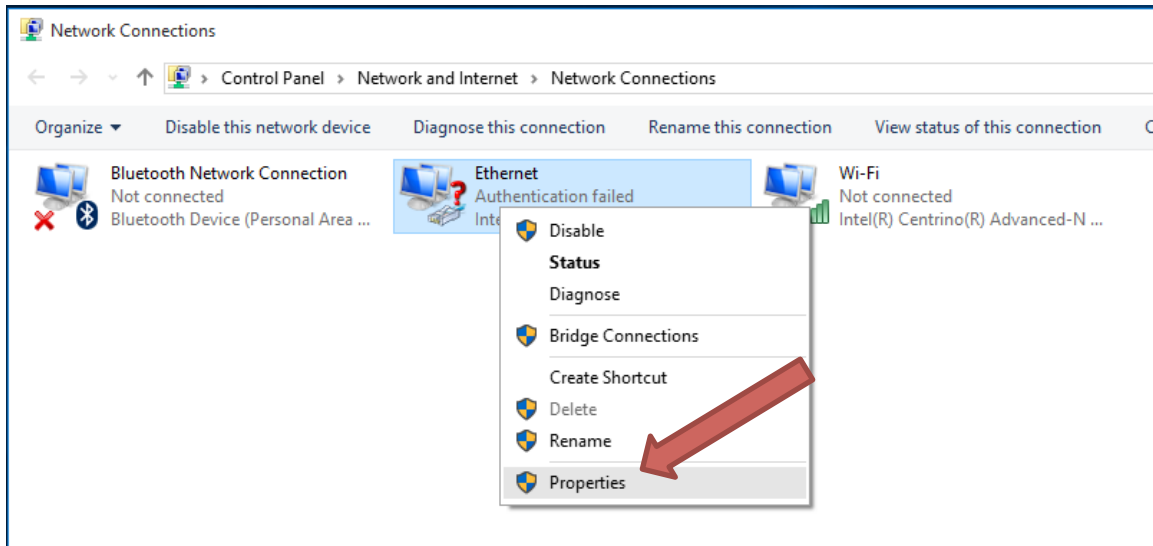 Network Connections
Control Panel > Network and Internet > Network Connections
Organize Disable this network device Diagnose this connection Rename this connection View status of this connection C
Bluetooth Network Connection
Not connected
Bluetooth Device (Personal Area ...
Ethernet
Authentication failed
Inte
Wi-Fi
Not connected
Intel(R) Centrino(R) Advanced-N ...
Disable
Status
Diagnose
Bridge Connections
Create Shortcut
Delete
Rename
Properties